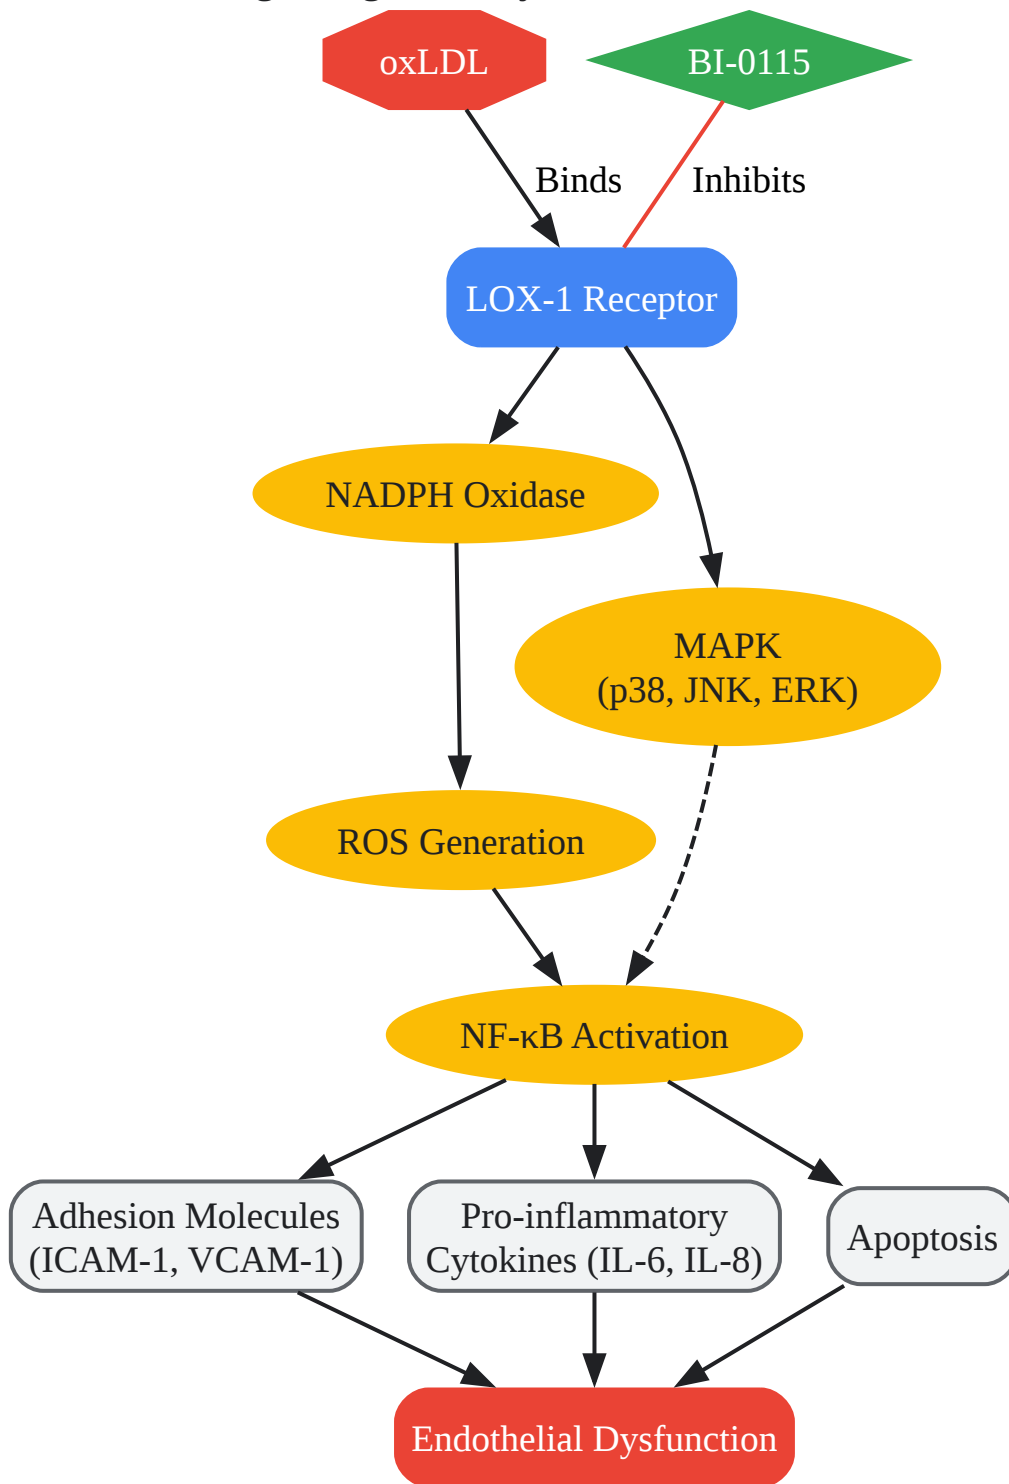 oxLDL
BI-0115
Binds
Inhibits
LOX-1 Receptor
NADPH Oxidase
MAPK
(p38, JNK, ERK)
ROS Generation
NF-κB Activation
Adhesion Molecules
(ICAM-1, VCAM-1)
Pro-inflammatory
Cytokines (IL-6, IL-8)
Apoptosis
Endothelial Dysfunction